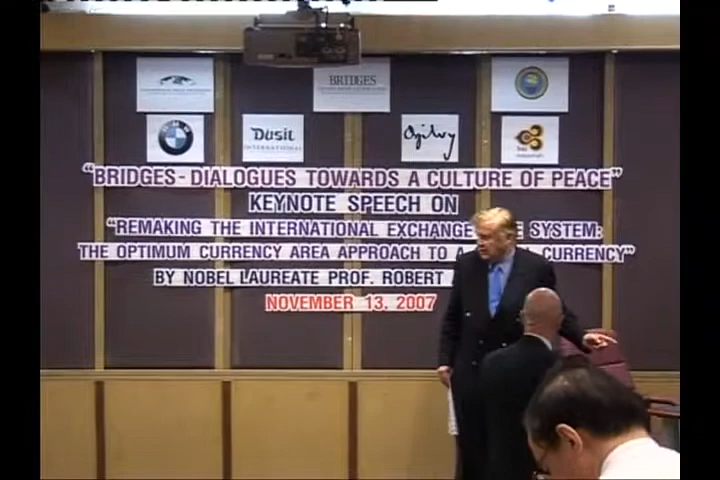 BRIDGES
BMW
Dusit
INTERNATIONAL
Ogilvy
"BRIDGES- DIALOGUES TOWARDS A CULTURE OF PEACE"
KEYNOTE SPEECH ON
"REMAKING THE INTERNATIONAL EXCHANGE SYSTEM:
THE OPTIMUM CURRENCY AREA APPROACH TO A CURRENCY"
BY NOBEL LAUREATE PROF. ROBERT
NOVEMBER 13, 2007